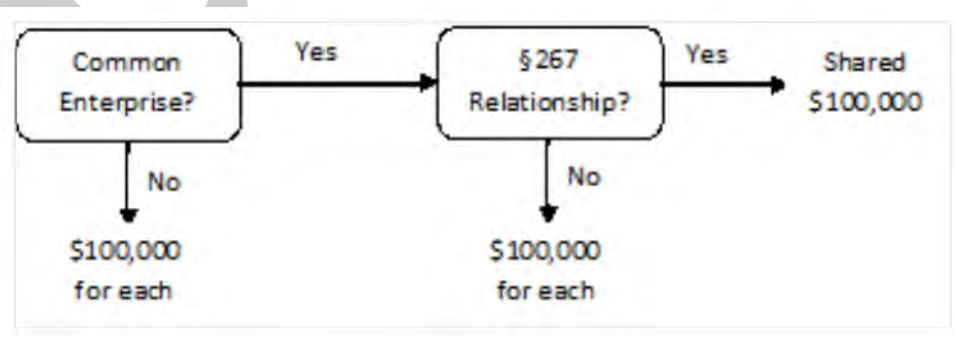 Common
Enterprise?
Yes
§267
Relationship?
Yes
Shared
$100,000
No
$100,000
for each
No
$100,000
for each